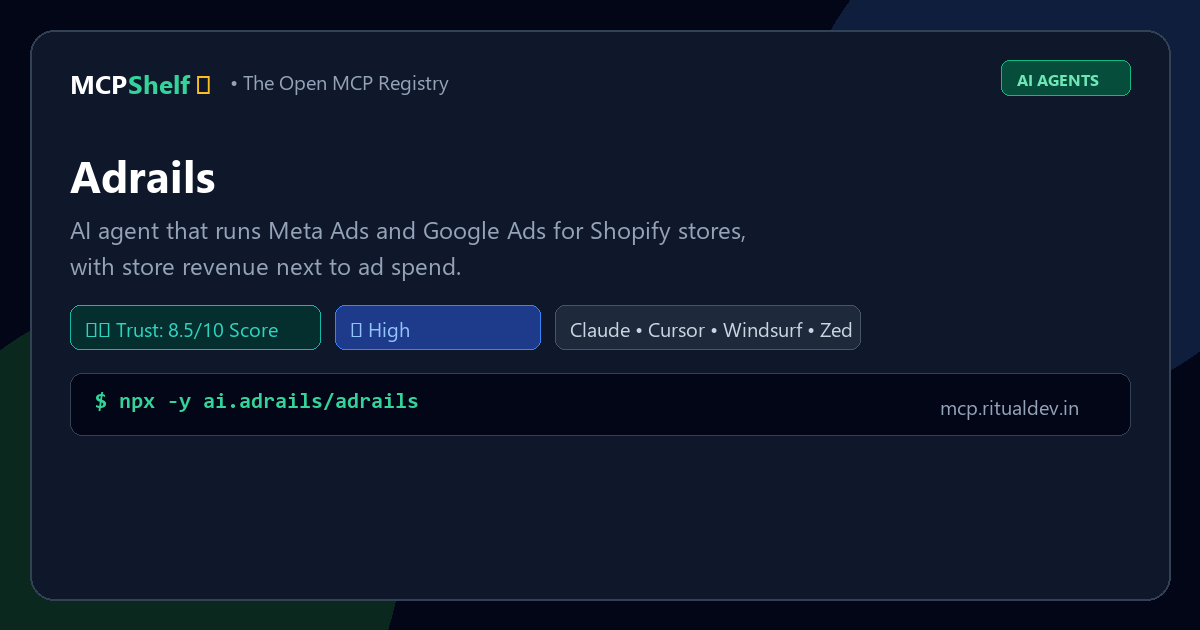 MCPShelf • The Open MCP Registry
AI AGENTS
Adrails
AI agent that runs Meta Ads and Google Ads for Shopify stores,
with store revenue next to ad spend.
Trust: 8.5/10 Score
High
Claude • Cursor • Windsurf • Zed
$ npx -y ai.adrails/adrails
mcp.ritualdev.in